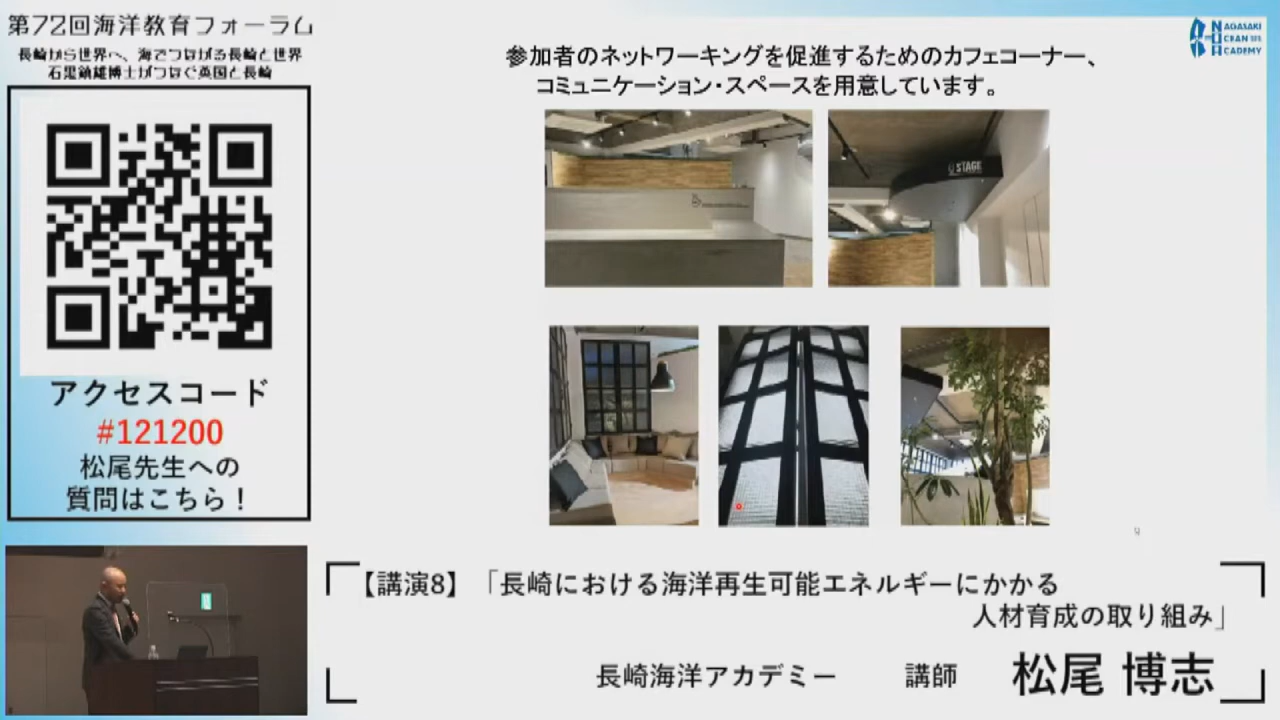 第72回海洋教育フォーラム
長崎から世界へ、海でつながる長崎と世界
石黒鎮雄博士がつなぐ英国と長崎
アクセスコード
#121200
松尾先生への
質問はこちら！
参加者のネットワーキングを促進するためのカフェコーナー、
コミュニケーション・スペースを用意しています。
NAGASAKI
OCEAN
ACADEMY
STAGE
9
【講演8】「長崎における海洋再生可能エネルギーにかかる
人材育成の取り組み」
長崎海洋アカデミー　講師　松尾 博志